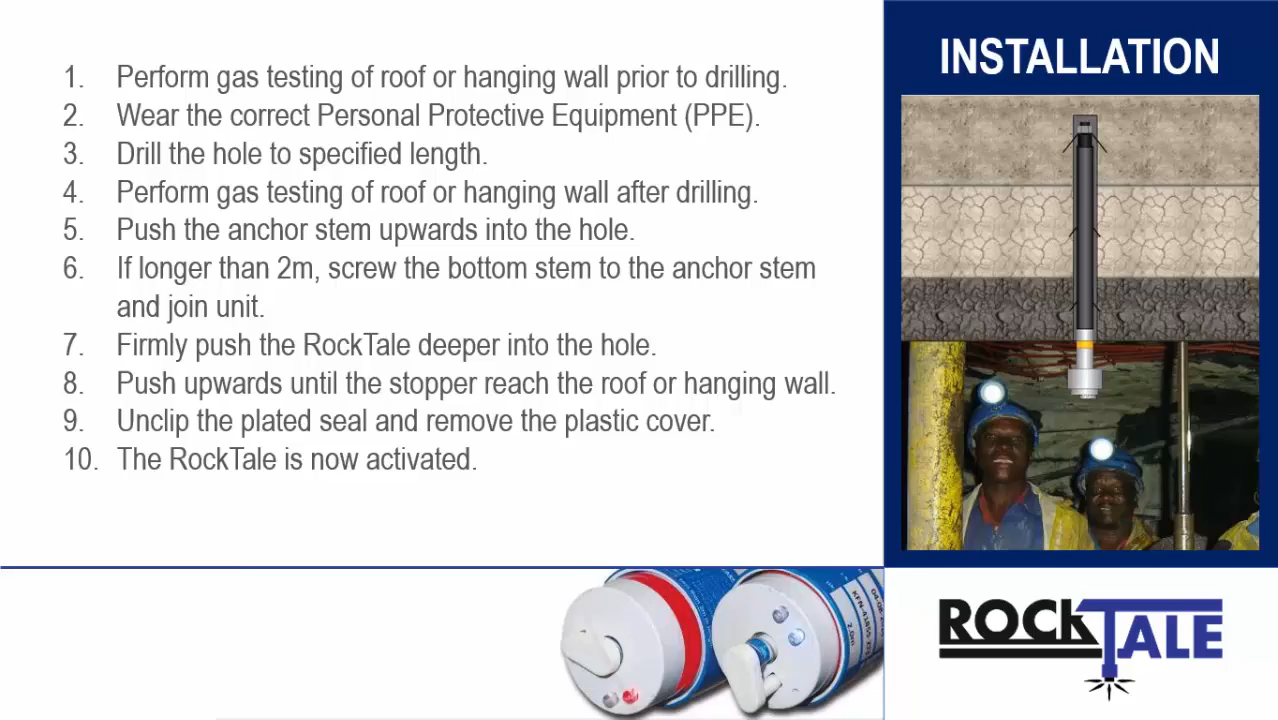 INSTALLATION
1. Perform gas testing of roof or hanging wall prior to drilling.
2. Wear the correct Personal Protective Equipment (PPE).
3. Drill the hole to specified length.
4. Perform gas testing of roof or hanging wall after drilling.
5. Push the anchor stem upwards into the hole.
6. If longer than 2m, screw the bottom stem to the anchor stem
and join unit.
7. Firmly push the RockTale deeper into the hole.
8. Push upwards until the stopper reach the roof or hanging wall.
9. Unclip the plated seal and remove the plastic cover.
10. The RockTale is now activated.
2.0m
ROCKTALE